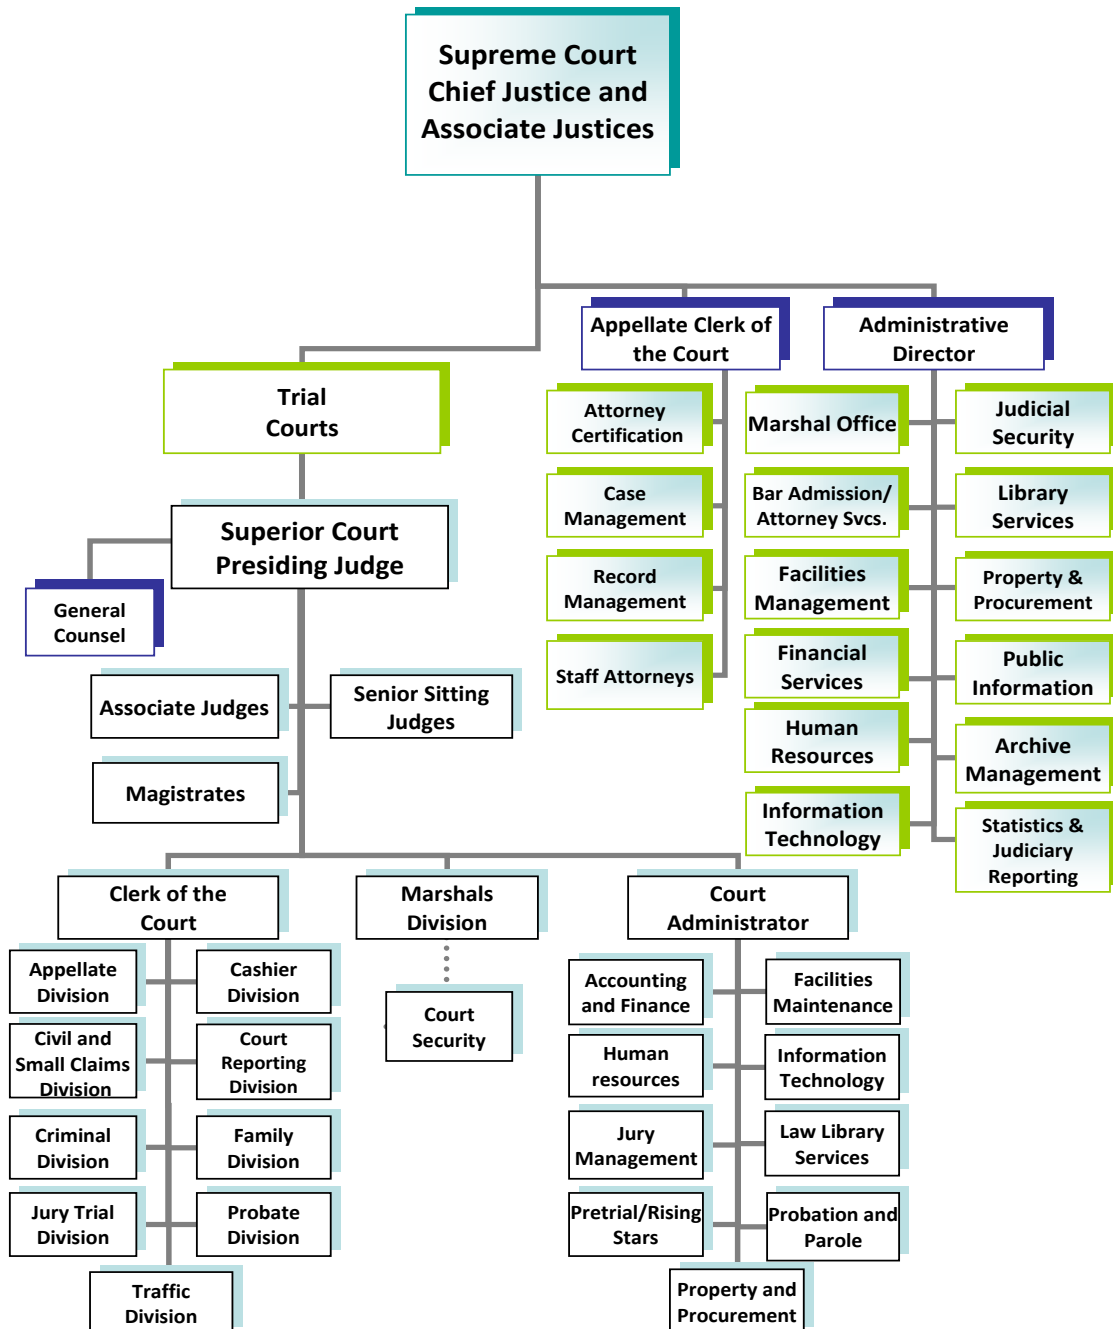 Supreme Court
Chief Justice and
Associate Justices
Appellate Clerk of
the Court
Administrative
Director
Trial
Courts
Attorney
Certification
Marshal Office
Judicial
Security
Case
Management
Bar Admission/
Attorney Svcs.
Library
Services
Superior Court
Presiding Judge
General
Counsel
Record
Management
Facilities
Management
Property &
Procurement
Staff Attorneys
Financial
Services
Public
Information
Associate Judges
Senior Sitting
Judges
Human
Resources
Archive
Management
Magistrates
Information
Technology
Statistics &
Judiciary
Reporting
Clerk of the
Court
Marshals
Division
Court
Administrator
Appellate
Division
Cashier
Division
Court
Security
Accounting
and Finance
Facilities
Maintenance
Civil and
Small Claims
Division
Court
Reporting
Division
Human
resources
Information
Technology
Criminal
Division
Family
Division
Jury
Management
Law Library
Services
Jury Trial
Division
Probate
Division
Pretrial/Rising
Stars
Probation and
Parole
Traffic
Division
Property and
Procurement